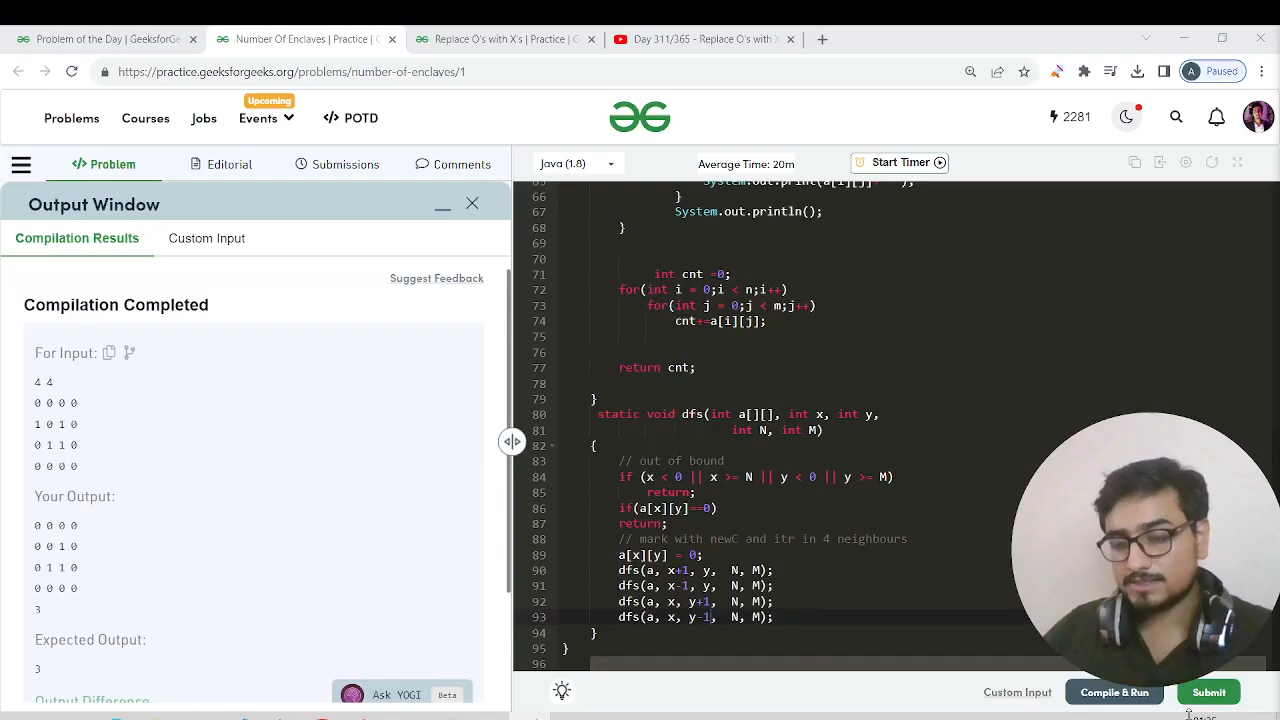 Problem of the Day | GeeksforGe
Number Of Enclaves | Practice | G
Replace O's with X's | Practice | G
Day 311/365 - Replace O's with X
https://practice.geeksforgeeks.org/problems/number-of-enclaves/1
A Paused
Problems
Courses
Jobs
Upcoming
Events
</> POTD
2281
</> Problem
Editorial
Submissions
Comments
Java (1.8)
Average Time: 20m
Start Timer
Output Window
Compilation Results
Custom Input
Suggest Feedback
Compilation Completed
For Input:
4 4
0 0 0 0
1 0 1 0
0 1 1 0
0 0 0 0
Your Output:
0 0 0 0
0 0 1 0
0 1 1 0
0 0 0 0
3
Expected Output:
3
Output Difference
Ask YOGI Beta
66 }
67 System.out.println();
68 }
69
70
71 int cnt =0;
72 for(int i = 0;i < n;i++)
73 for(int j = 0;j < m;j++)
74 cnt+=a[i][j];
75
76
77 return cnt;
78
79 }
80 static void dfs(int a[][], int x, int y,
81 int N, int M)
82 {
83 // out of bound
84 if (x < 0 || x >= N || y < 0 || y >= M)
85 return;
86 if(a[x][y]==0)
87 return;
88 // mark with newC and itr in 4 neighbours
89 a[x][y] = 0;
90 dfs(a, x+1, y, N, M);
91 dfs(a, x-1, y, N, M);
92 dfs(a, x, y+1, N, M);
93 dfs(a, x, y-1, N, M);
94 }
95 }
96
Custom Input
Compile & Run
Submit